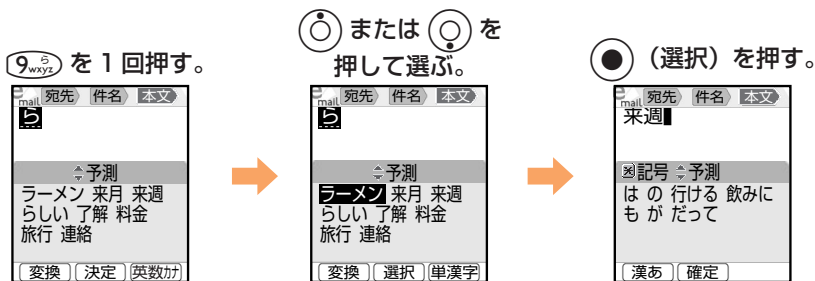 9wxyzら を1回押す。
e mail 宛先 件名 本文
ら
予測
ラーメン 来月 来週
らしい 了解 料金
旅行 連絡
変換 決定 英数カナ
または を
押して選ぶ。
e mail 宛先 件名 本文
ら
予測
ラーメン 来月 来週
らしい 了解 料金
旅行 連絡
変換 選択 単漢字
（選択）を押す。
e mail 宛先 件名 本文
来週
記号 予測
は の 行ける 飲みに
も が だって
漢あ 確定